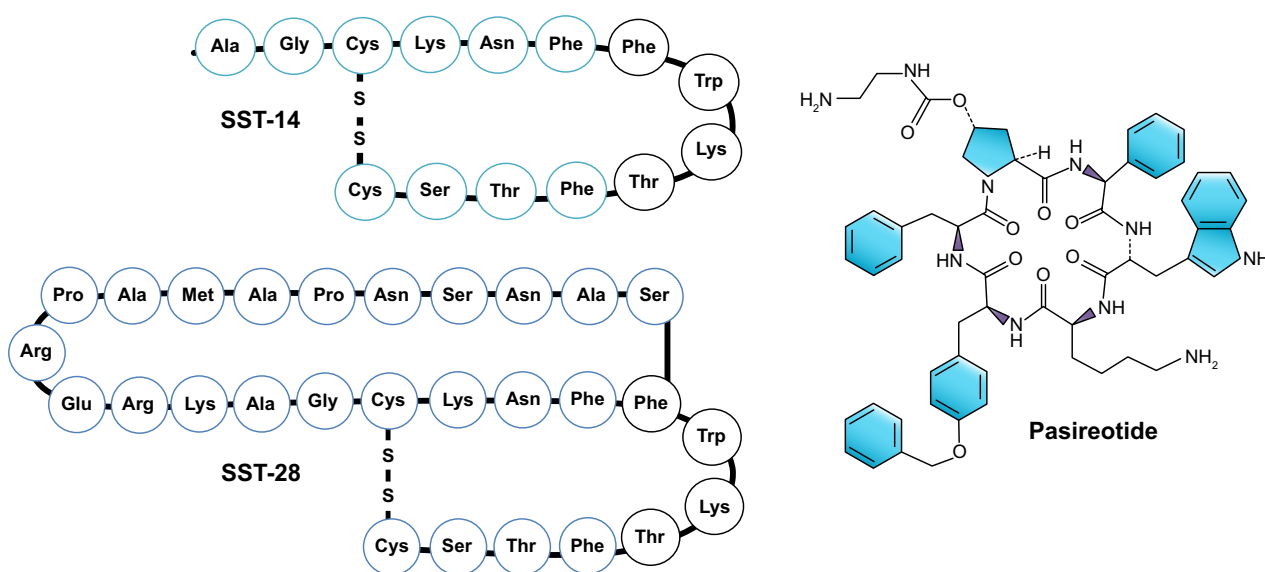 Ala Gly Cys Lys Asn Phe Phe
Trp
Lys
Thr
Phe
Thr
Ser
Cys
S
S
SST-14
Ser Ala Asn Ser Asn Pro Ala Met Ala Pro
Arg
Glu Arg Lys Ala Gly Cys Lys Asn Phe Phe
Trp
Lys
Thr
Phe
Thr
Ser
Cys
S
S
SST-28
H2N
NH
O
O
H
N
O
NH
O
NH
NH
O
NH
O
O
N
H
O
NH
O
NH2
O
Pasireotide